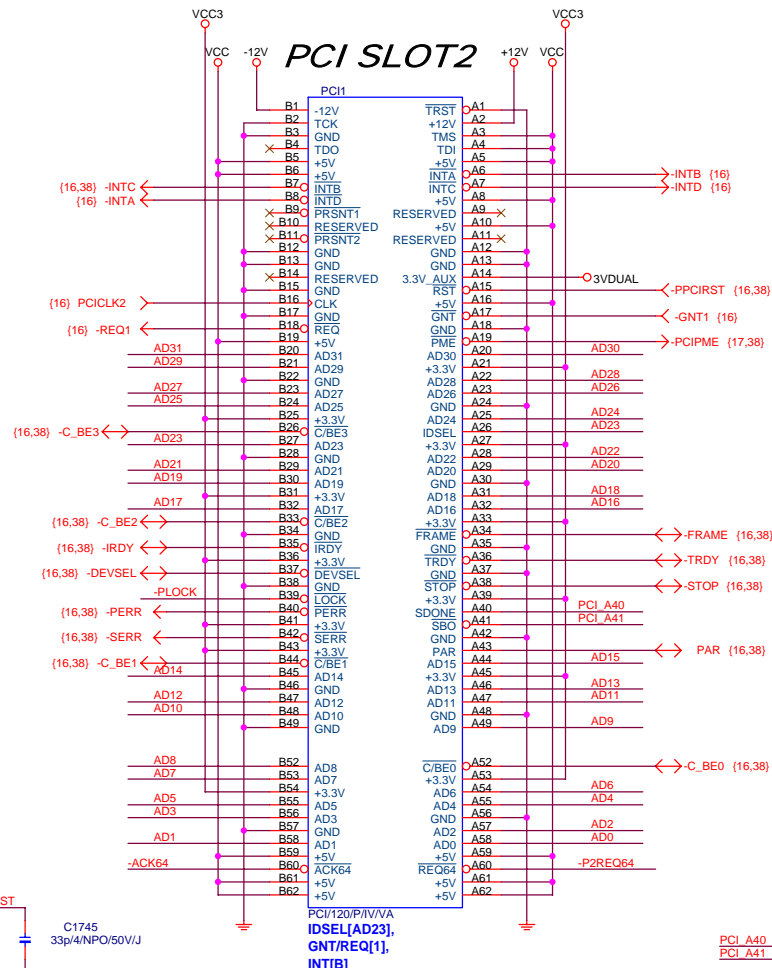 VCC3 VCC3
VCC -12V PCI SLOT2 +12V VCC
PCI1
B1 -12V TRST A1
B2 TCK +12V A2
B3 GND TMS A3
B4 TDO TDI A4
B5 +5V +5V A5
B6 +5V INTA A6 -INTB {16}
{16,38} -INTC B7 INTB INTC A7 -INTD {16}
{16} -INTA B8 INTD +5V A8
B9 PRSNT1 RESERVED A9
B10 RESERVED +5V A10
B11 PRSNT2 RESERVED A11
B12 GND GND A12
B13 GND GND A13
B14 RESERVED 3.3V_AUX A14 3VDUAL
B15 GND RST A15 -PPCIRST {16,38}
{16} PCICLK2 B16 CLK +5V A16
B17 GND GNT A17 -GNT1 {16}
{16} -REQ1 B18 REQ GND A18
B19 +5V PME A19 -PCIPME {17,38}
AD31 B20 AD31 AD30 A20 AD30
AD29 B21 AD29 +3.3V A21
B22 GND AD28 A22 AD28
AD27 B23 AD27 AD26 A23 AD26
AD25 B24 AD25 GND A24
B25 +3.3V AD24 A25 AD24
{16,38} -C_BE3 B26 C/BE3 IDSEL A26 AD23
AD23 B27 AD23 +3.3V A27
B28 GND AD22 A28 AD22
AD21 B29 AD21 AD20 A29 AD20
AD19 B30 AD19 GND A30
B31 +3.3V AD18 A31 AD18
AD17 B32 AD17 AD16 A32 AD16
{16,38} -C_BE2 B33 C/BE2 +3.3V A33
B34 GND FRAME A34 -FRAME {16,38}
{16,38} -IRDY B35 IRDY GND A35
B36 +3.3V TRDY A36 -TRDY {16,38}
{16,38} -DEVSEL B37 DEVSEL GND A37
B38 GND STOP A38 -STOP {16,38}
-PLOCK B39 LOCK +3.3V A39
{16,38} -PERR B40 PERR SDONE A40 PCI_A40
B41 +3.3V SBO A41 PCI_A41
{16,38} -SERR B42 SERR GND A42
B43 +3.3V PAR A43 PAR {16,38}
{16,38} -C_BE1 B44 C/BE1 AD15 A44 AD15
AD14 B45 AD14 +3.3V A45
B46 GND AD13 A46 AD13
AD12 B47 AD12 AD11 A47 AD11
AD10 B48 AD10 GND A48
B49 GND AD9 A49 AD9
AD8 B52 AD8 C/BE0 A52 -C_BE0 {16,38}
AD7 B53 AD7 +3.3V A53
B54 +3.3V AD6 A54 AD6
AD5 B55 AD5 AD4 A55 AD4
AD3 B56 AD3 GND A56
B57 GND AD2 A57 AD2
AD1 B58 AD1 AD0 A58 AD0
B59 +5V +5V A59
-ACK64 B60 ACK64 REQ64 A60 -P2REQ64
B61 +5V +5V A61
B62 +5V +5V A62
ST
PCI/120/P/IV/VA
IDSEL[AD23],
GNT/REQ[1],
INT[B]
C1745
33p/4/NPO/50V/J
PCI_A40
PCI_A41